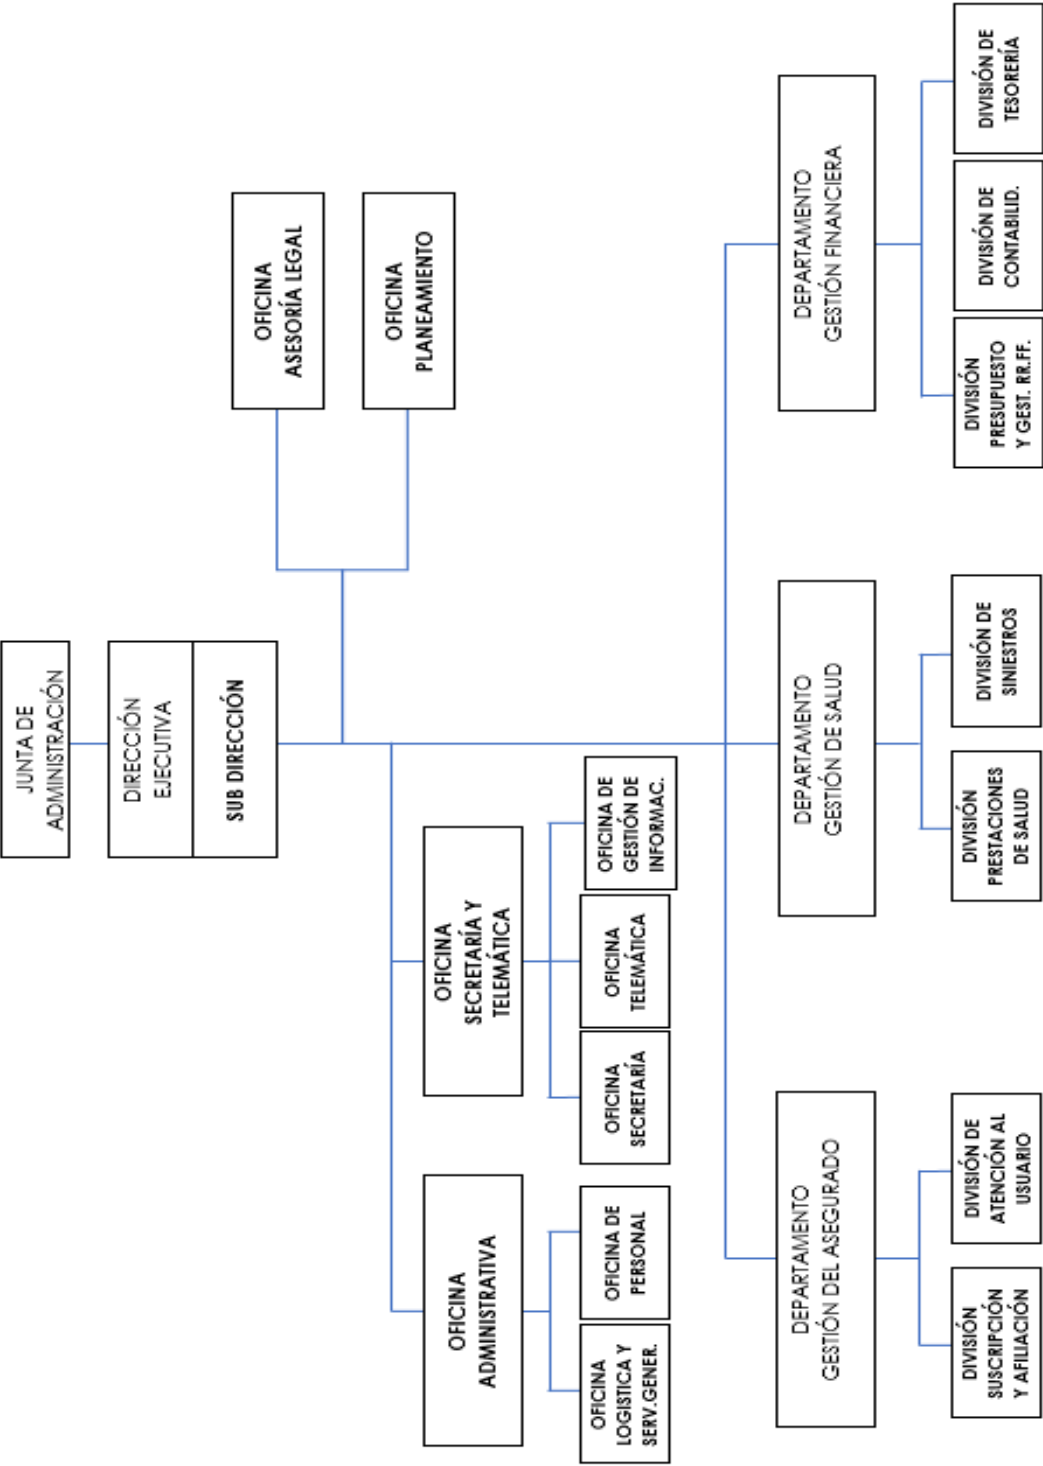 JUNTA DE
ADMINISTRACIÓN
DIRECCIÓN
EJECUTIVA
SUB DIRECCIÓN
OFICINA
ASESORÍA LEGAL
OFICINA
PLANEAMIENTO
OFICINA
ADMINISTRATIVA
OFICINA
SECRETARÍA Y
TELEMÁTICA
OFICINA
LOGISTICA Y
SERV.GENER.
OFICINA DE
PERSONAL
OFICINA
SECRETARÍA
OFICINA
TELEMÁTICA
OFICINA DE
GESTIÓN DE
INFORMAC.
DEPARTAMENTO
GESTIÓN DEL ASEGURADO
DEPARTAMENTO
GESTIÓN DE SALUD
DEPARTAMENTO
GESTIÓN FINANCIERA
DIVISIÓN
SUSCRIPCIÓN
Y AFILIACIÓN
DIVISIÓN DE
ATENCIÓN AL
USUARIO
DIVISIÓN
PRESTACIONES
DE SALUD
DIVISIÓN DE
SINIESTROS
DIVISIÓN
PRESUPUESTO
Y GEST. RR.FF.
DIVISIÓN DE
CONTABILID.
DIVISIÓN DE
TESORERÍA